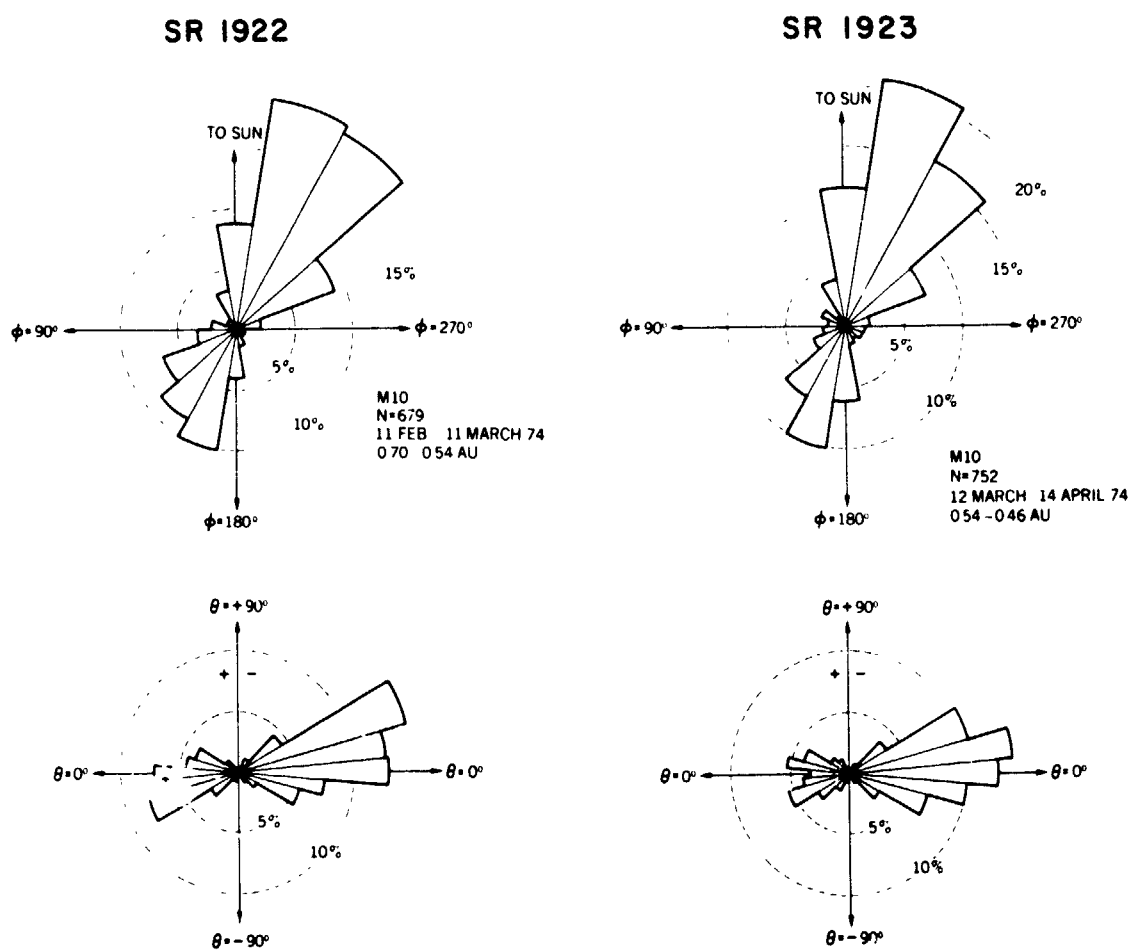 SR 1922
SR 1923
TO SUN
TO SUN
20%
15%
15%
φ=90°
φ=270°
φ=90°
φ=270°
5%
5%
10%
10%
M10
N=679
11 FEB 11 MARCH 74
0.70 0.54 AU
M10
N=752
12 MARCH 14 APRIL 74
0.54-0.46 AU
φ=180°
φ=180°
θ=+90°
θ=+90°
+ -
+ -
θ=0°
θ=0°
θ=0°
θ=0°
5%
5%
10%
10%
θ=-90°
θ=-90°